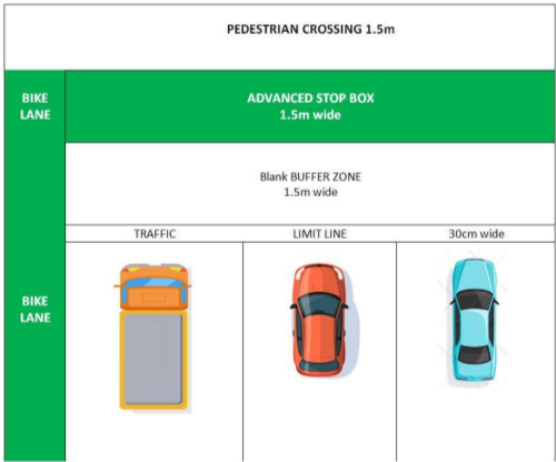 PEDESTRIAN CROSSING 1.5m
BIKE
LANE
ADVANCED STOP BOX
1.5m wide
Blank BUFFER ZONE
1.5m wide
TRAFFIC LIMIT LINE 30cm wide
BIKE
LANE